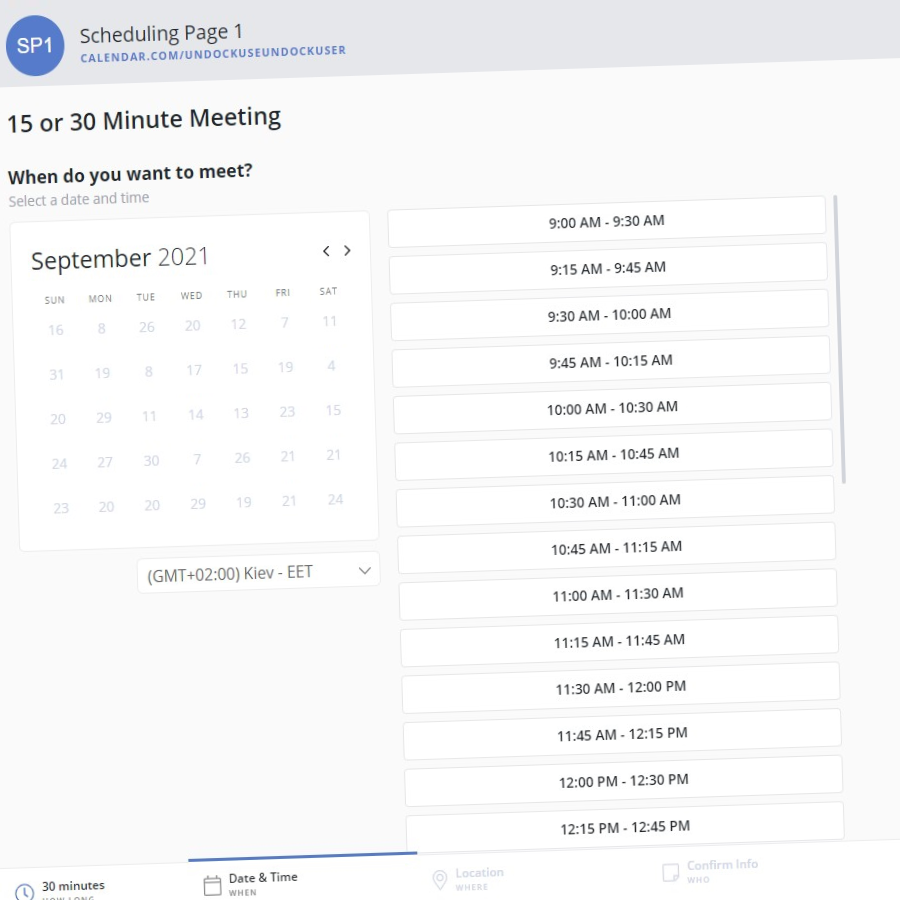 SP1
Scheduling Page 1
CALENDAR.COM/UNDOCKUSEUNDOCKUSER
15 or 30 Minute Meeting
When do you want to meet?
Select a date and time
September 2021
SUN MON TUE WED THU FRI SAT
16 8 26 20 12 7 11
31 19 8 17 15 19 4
20 29 11 14 13 23 15
24 27 30 7 26 21 21
23 20 20 29 19 21 24
(GMT+02:00) Kiev - EET
9:00 AM - 9:30 AM
9:15 AM - 9:45 AM
9:30 AM - 10:00 AM
9:45 AM - 10:15 AM
10:00 AM - 10:30 AM
10:15 AM - 10:45 AM
10:30 AM - 11:00 AM
10:45 AM - 11:15 AM
11:00 AM - 11:30 AM
11:15 AM - 11:45 AM
11:30 AM - 12:00 PM
11:45 AM - 12:15 PM
12:00 PM - 12:30 PM
12:15 PM - 12:45 PM
30 minutes
HOW LONG
Date & Time
WHEN
Location
WHERE
Confirm Info
WHO